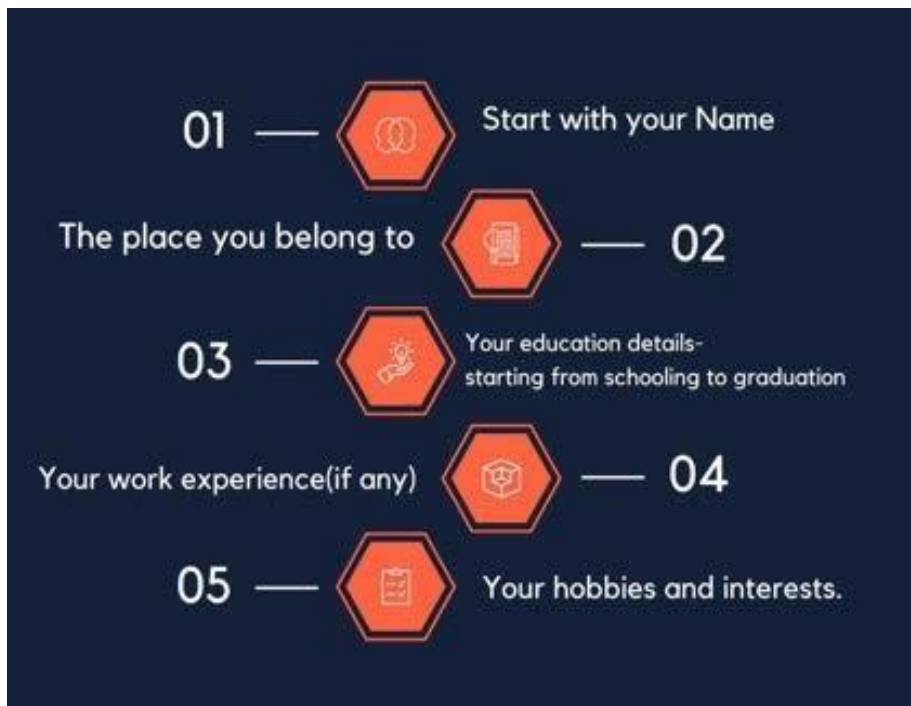 01
Start with your Name
The place you belong to
02
03
Your education details-
starting from schooling to graduation
Your work experience(if any)
04
05
Your hobbies and interests.